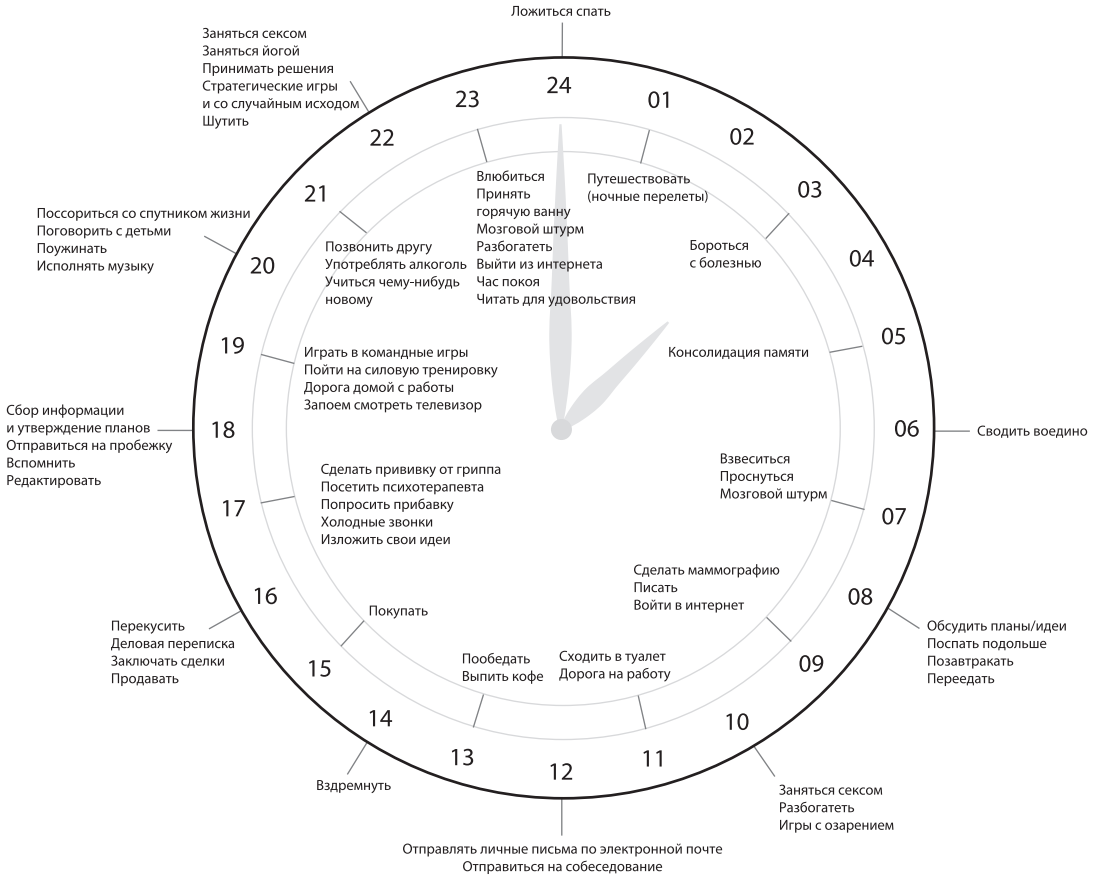 Ложиться спать
Заняться сексом
Заняться йогой
Принимать решения
Стратегические игры
и со случайным исходом
Шутить
24
23
01
22
02
21
03
20
04
19
05
18
06
17
07
16
08
15
09
14
10
13
11
12
Влюбиться
Принять
горячую ванну
Мозговой штурм
Разбогатеть
Выйти из интернета
Час покоя
Читать для удовольствия
Путешествовать
(ночные перелеты)
Поссориться со спутником жизни
Поговорить с детьми
Поужинать
Исполнять музыку
Позвонить другу
Употреблять алкоголь
Учиться чему-нибудь
новому
Бороться
с болезнью
Играть в командные игры
Пойти на силовую тренировку
Дорога домой с работы
Запоем смотреть телевизор
Консолидация памяти
Сбор информации
и утверждение планов
Отправиться на пробежку
Вспомнить
Редактировать
Сводить воедино
Сделать прививку от гриппа
Посетить психотерапевта
Попросить прибавку
Холодные звонки
Изложить свои идеи
Взвеситься
Проснуться
Мозговой штурм
Сделать маммографию
Писать
Войти в интернет
Покупать
Перекусить
Деловая переписка
Заключать сделки
Продавать
Обсудить планы/идеи
Поспать подольше
Позавтракать
Переедать
Пообедать
Выпить кофе
Сходить в туалет
Дорога на работу
Вздремнуть
Заняться сексом
Разбогатеть
Игры с озарением
Отправлять личные письма по электронной почте
Отправиться на собеседование